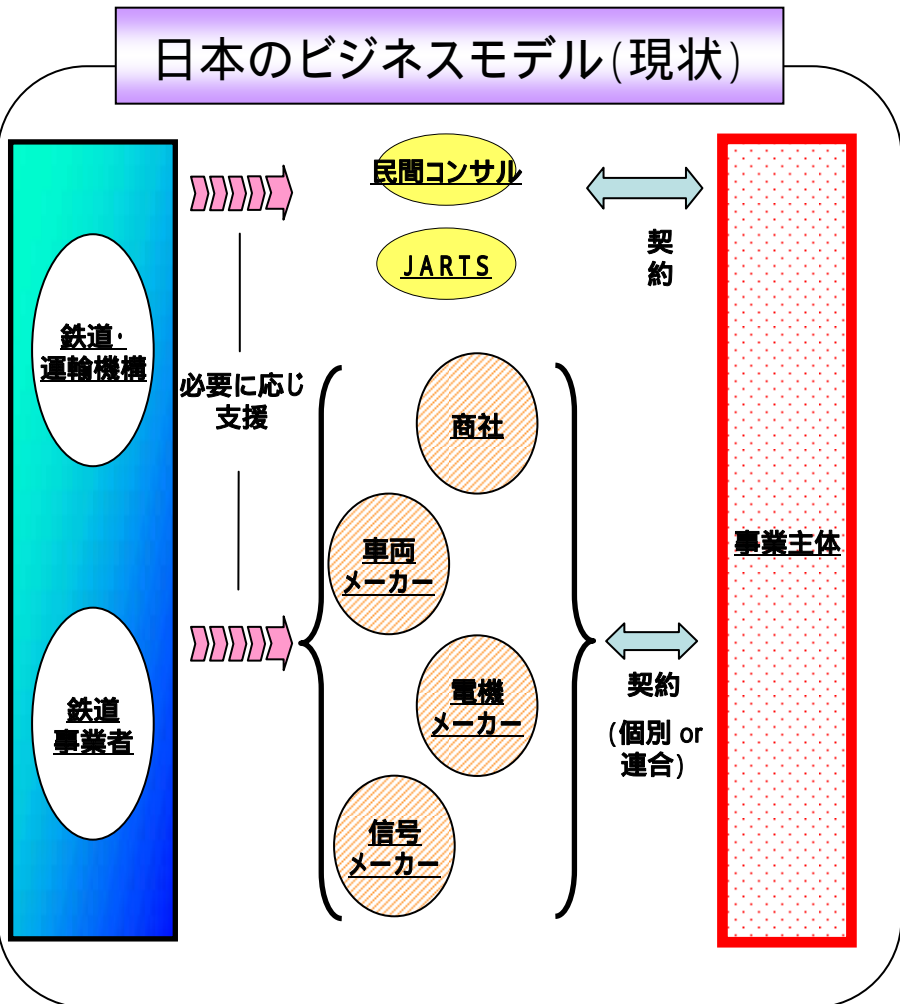 日本のビジネスモデル(現状)
民間コンサル
JARTS
契
約
鉄道・
運輸機構
必要に応じ
支援
商社
車両
メーカー
事業主体
電機
メーカー
契約
(個別 or
連合)
鉄道
事業者
信号
メーカー